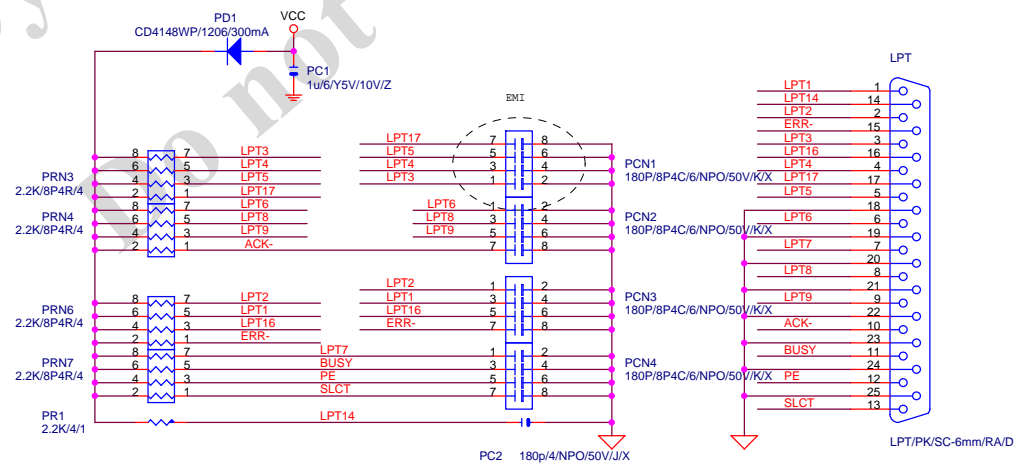 PD1
CD4148WP/1206/300mA
VCC
PC1
1u/6/Y5V/10V/Z
Do not
EMI
PRN3
2.2K/8P4R/4
8 7 LPT3
6 5 LPT4
4 3 LPT5
2 1 LPT17
PRN4
2.2K/8P4R/4
8 7 LPT6
6 5 LPT8
4 3 LPT9
2 1 ACK-
LPT17 7 8
LPT5 5 6
LPT4 3 4
LPT3 1 2
PCN1
180P/8P4C/6/NPO/50V/K/X
LPT6 1 2
LPT8 3 4
LPT9 5 6
7 8
PCN2
180P/8P4C/6/NPO/50V/K/X
PRN6
2.2K/8P4R/4
8 7 LPT2
6 5 LPT1
4 3 LPT16
2 1 ERR-
LPT2 1 2
LPT1 3 4
LPT16 5 6
ERR- 7 8
PCN3
180P/8P4C/6/NPO/50V/K/X
PRN7
2.2K/8P4R/4
8 7 LPT7 1 2
6 5 BUSY 3 4
4 3 PE 5 6
2 1 SLCT 7 8
PCN4
180P/8P4C/6/NPO/50V/K/X
PR1
2.2K/4/1
LPT14
PC2 180p/4/NPO/50V/J/X
LPT
LPT1 1
LPT14 14
LPT2 2
ERR- 15
LPT3 3
LPT16 16
LPT4 4
LPT17 17
LPT5 5
18
LPT6 6
19
LPT7 7
20
LPT8 8
21
LPT9 9
22
ACK- 10
23
BUSY 11
24
PE 12
25
SLCT 13
LPT/PK/SC-6mm/RA/D